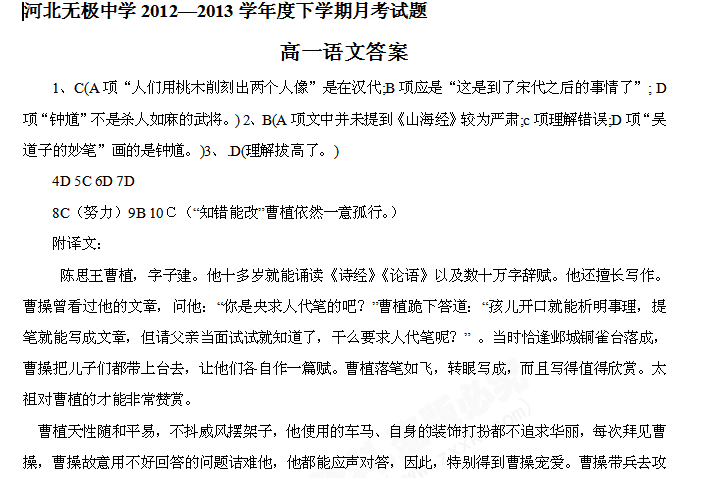 河北无极中学 2012—2013 学年度下学期月考试题
高一语文答案
1、C(A 项“人们用桃木削刻出两个人像”是在汉代;B 项应是“这是到了宋代之后的事情了”; D
项“钟馗”不是杀人如麻的武将。) 2、B(A 项文中并未提到《山海经》较为严肃;c 项理解错误;D 项“吴
道子的妙笔”画的是钟馗。)3、 .D(理解拔高了。)
4D 5C 6D 7D
8C（努力）9B 10Ｃ（“知错能改”曹植依然一意孤行。）
附译文：
陈思王曹植，字子建。他十多岁就能诵读《诗经》《论语》以及数十万字辞赋。他还擅长写作。
曹操曾看过他的文章，问他：“你是央求人代笔的吧？”曹植跪下答道：“孩儿开口就能析明事理，提
笔就能写成文章，但请父亲当面试试就知道了，干么要求人代笔呢？” 。当时恰逢邺城铜雀台落成，
曹操把儿子们都带上台去，让他们各自作一篇赋。曹植落笔如飞，转眼写成，而且写得值得欣赏。太
祖对曹植的才能非常赞赏。
曹植天性随和平易，不抖威风摆架子，他使用的车马、自身的装饰打扮都不追求华丽，每次拜见曹
操，曹操故意用不好回答的问题诘难他，他都能应声对答，因此，特别得到曹操宠爱。曹操带兵去攻